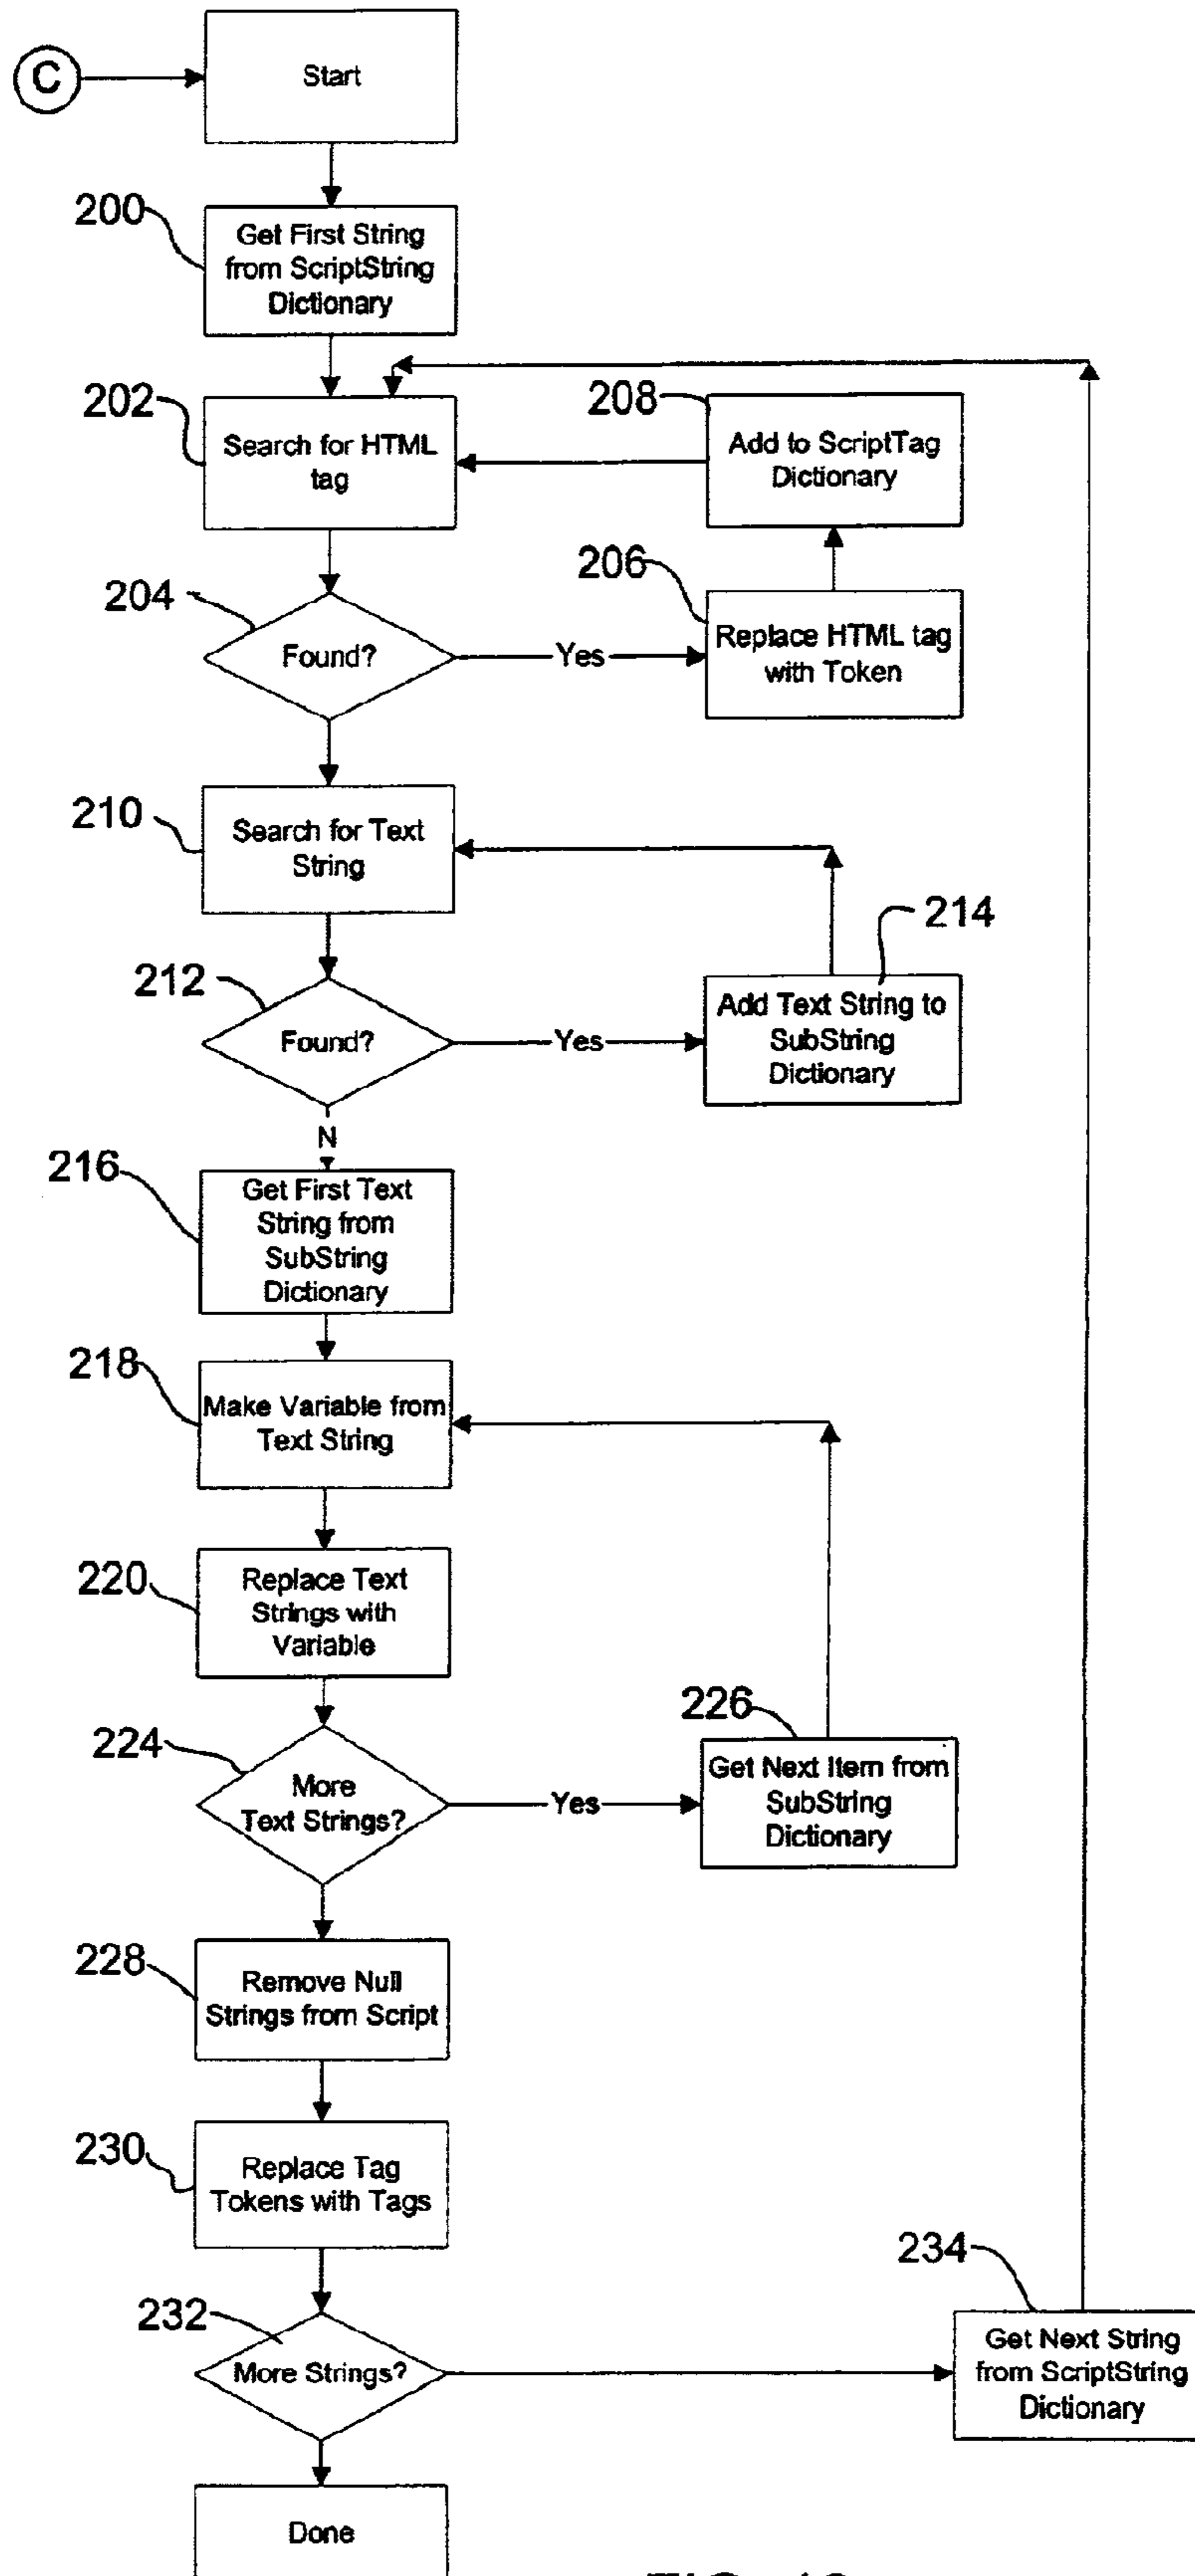 C
Start
200
Get First String
from ScriptString
Dictionary
202
Search for HTML
tag
208
Add to ScriptTag
Dictionary
204
Found?
Yes
206
Replace HTML tag
with Token
210
Search for Text
String
212
Found?
Yes
214
Add Text String to
SubString
Dictionary
N
216
Get First Text
String from
SubString
Dictionary
218
Make Variable from
Text String
220
Replace Text
Strings with
Variable
224
More
Text Strings?
Yes
226
Get Next Item from
SubString
Dictionary
228
Remove Null
Strings from Script
230
Replace Tag
Tokens with Tags
232
More Strings?
234
Get Next String
from ScriptString
Dictionary
Done